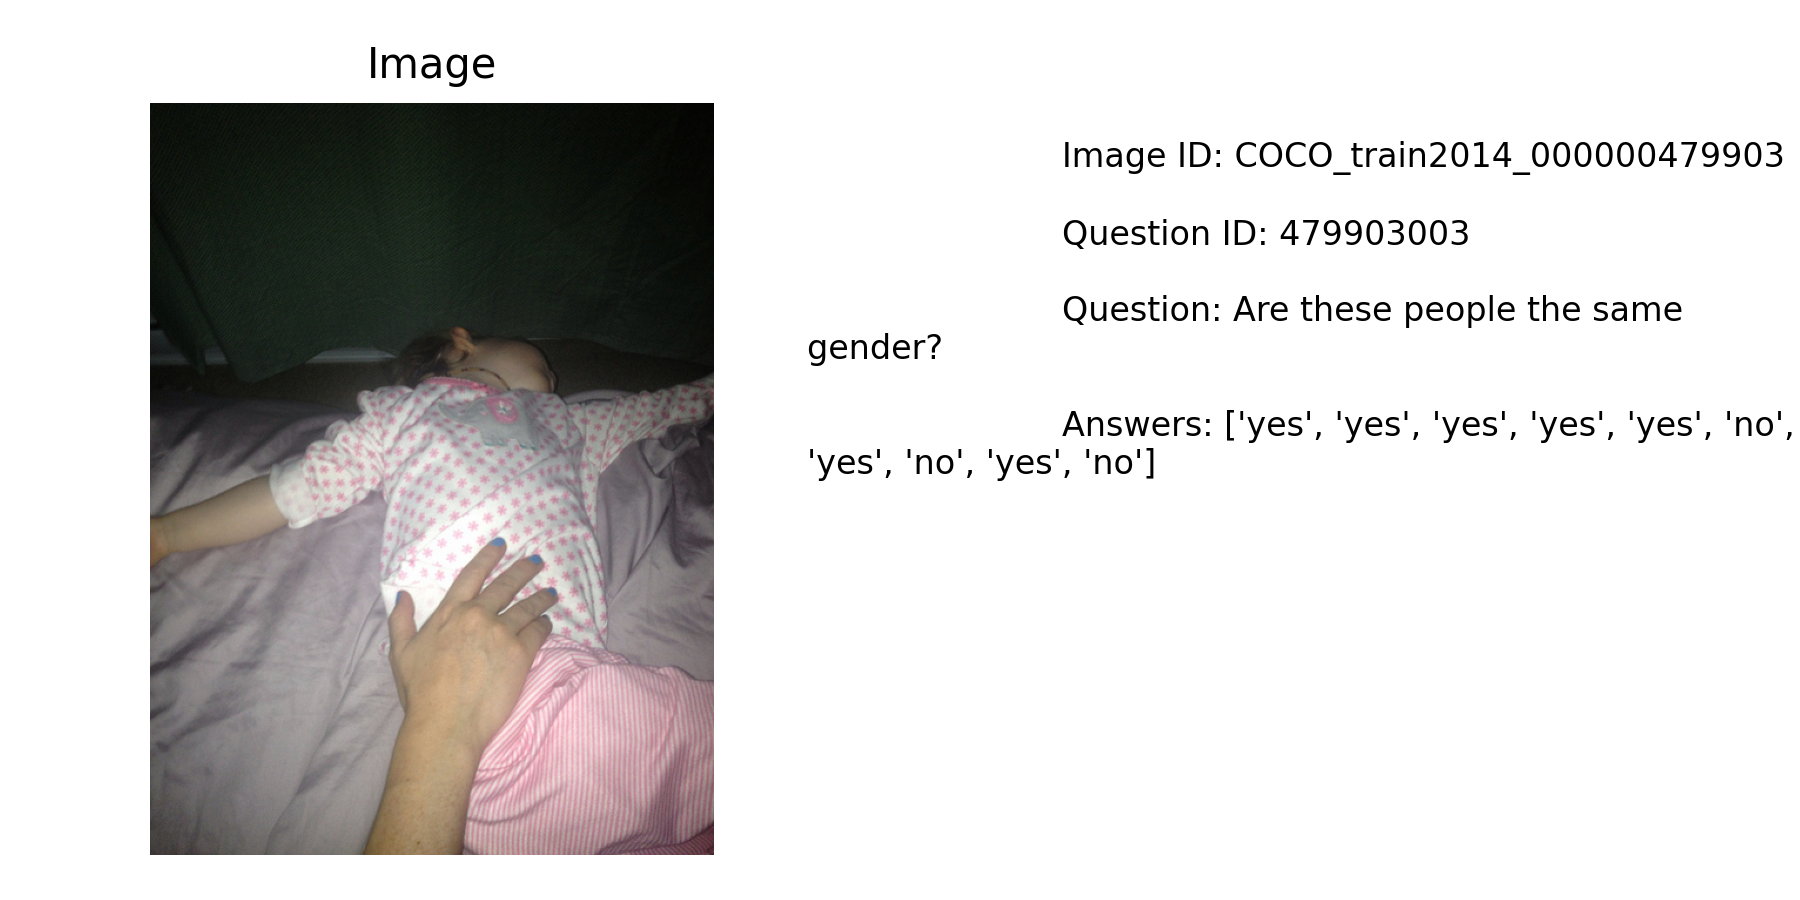 Image
Image ID: COCO_train2014_000000479903
Question ID: 479903003
Question: Are these people the same
gender?
Answers: ['yes', 'yes', 'yes', 'yes', 'yes', 'no',
'yes', 'no', 'yes', 'no']